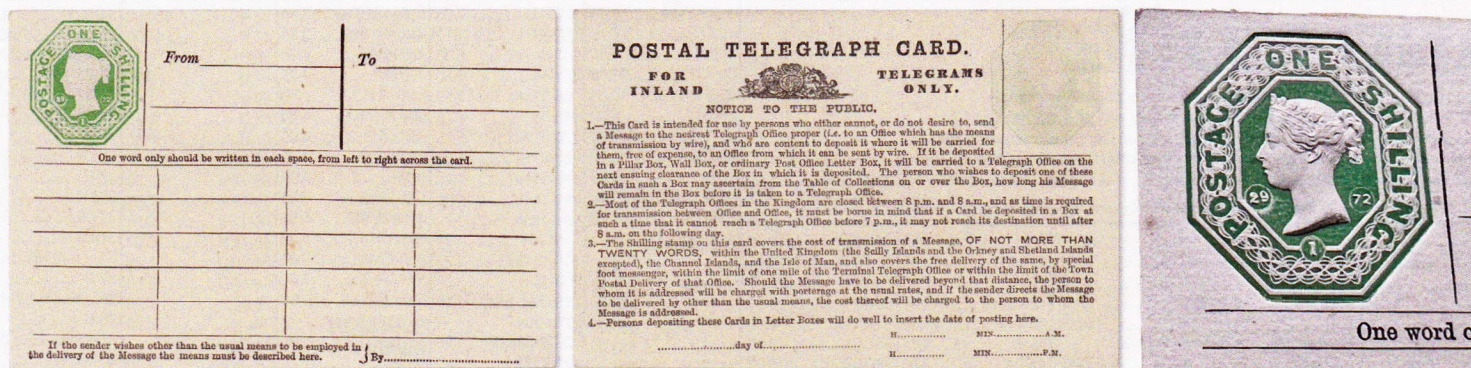 POSTAGE ONE SHILLING
29 72
1
From To
One word only should be written in each space, from left to right across the card.
If the sender wishes other than the usual means to be employed in
the delivery of the Message the means must be described here. } By
POSTAL TELEGRAPH CARD.
FOR INLAND TELEGRAMS ONLY.
NOTICE TO THE PUBLIC.
1.—This Card is intended for use by persons who either cannot, or do not desire to, send
a Message to the nearest Telegraph Office proper (i.e. to an Office which has the means
of transmission by wire), and who are content to deposit it where it will be carried for
them, free of expense, to an Office from which it can be sent by wire. If it be deposited
in a Pillar Box, Wall Box, or ordinary Post Office Letter Box, it will be carried to a Telegraph Office on the
next ensuing clearance of the Box in which it is deposited. The person who wishes to deposit one of these
Cards in such a Box may ascertain from the Table of Collections on or over the Box, how long his Message
will remain in the Box before it is taken to a Telegraph Office.
2.—Most of the Telegraph Offices in the Kingdom are closed between 8 p.m. and 8 a.m., and as time is required
for transmission between Office and Office, it must be borne in mind that if a Card be deposited in a Box at
such a time that it cannot reach a Telegraph Office before 7 p.m., it may not reach its destination until after
8 a.m. on the following day.
3.—The Shilling stamp on this card covers the cost of transmission of a Message, OF NOT MORE THAN
TWENTY WORDS, within the United Kingdom (the Scilly Islands and the Orkney and Shetland Islands
excepted), the Channel Islands, and the Isle of Man, and also covers the free delivery of the same, by special
foot messenger, within the limit of one mile of the Terminal Telegraph Office or within the limit of the Town
Postal Delivery of that Office. Should the Message have to be delivered beyond that distance, the person to
whom it is addressed will be charged with porterage at the usual rates, and if the sender directs the Message
to be delivered by other than the usual means, the cost thereof will be charged to the person to whom the
Message is addressed.
4.—Persons depositing these Cards in Letter Boxes will do well to insert the date of posting here.
H............ MIN............A.M.
....................day of........................
H............ MIN............P.M.
POSTAGE ONE SHILLING
29 72
1
One word o